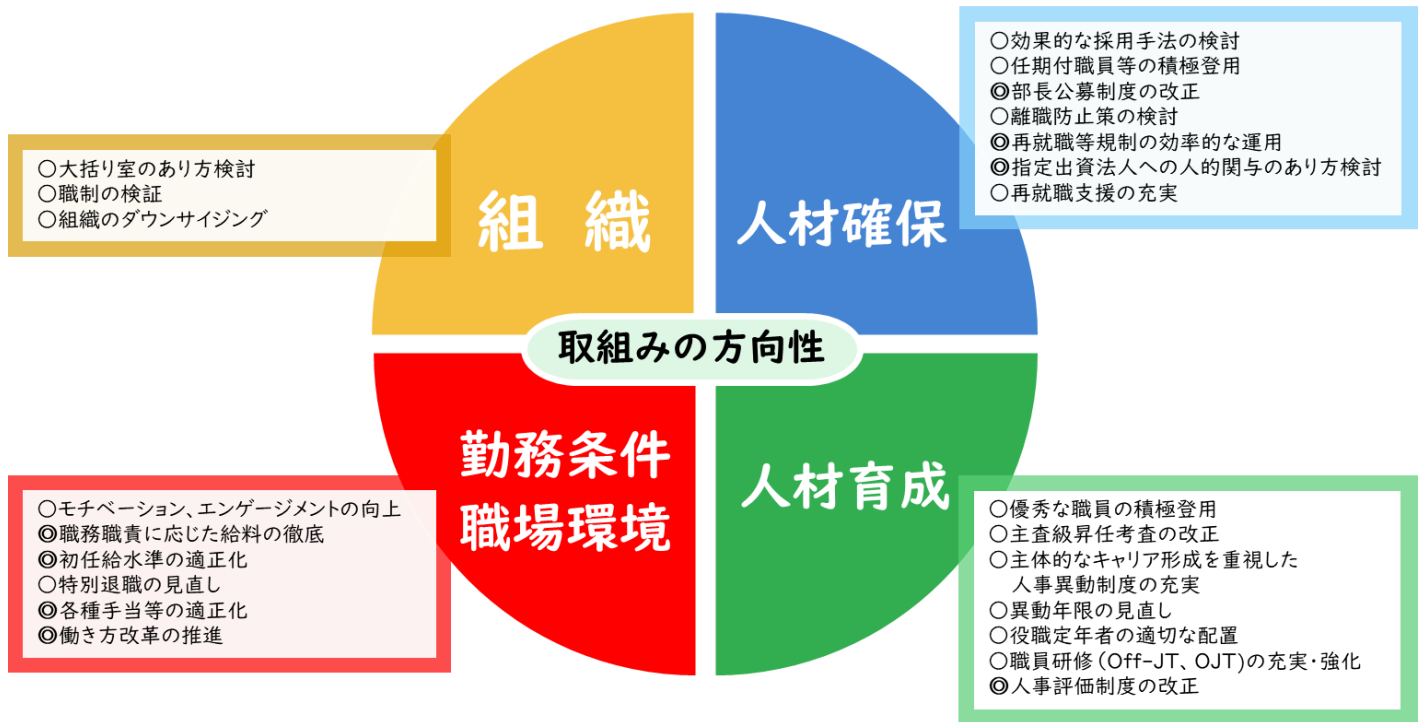 ○大括り室のあり方検討
○職制の検証
○組織のダウンサイジング
組 織
人材確保
○効果的な採用手法の検討
○任期付職員等の積極登用
◎部長公募制度の改正
○離職防止策の検討
◎再就職等規制の効率的な運用
◎指定出資法人への人的関与のあり方検討
○再就職支援の充実
取組みの方向性
勤務条件
職場環境
○モチベーション、エンゲージメントの向上
◎職務職責に応じた給料の徹底
◎初任給水準の適正化
○特別退職の見直し
◎各種手当等の適正化
◎働き方改革の推進
人材育成
○優秀な職員の積極登用
○主査級昇任考査の改正
○主体的なキャリア形成を重視した
人事異動制度の充実
○異動年限の見直し
○役職定年者の適切な配置
○職員研修(Off-JT、OJT)の充実・強化
◎人事評価制度の改正